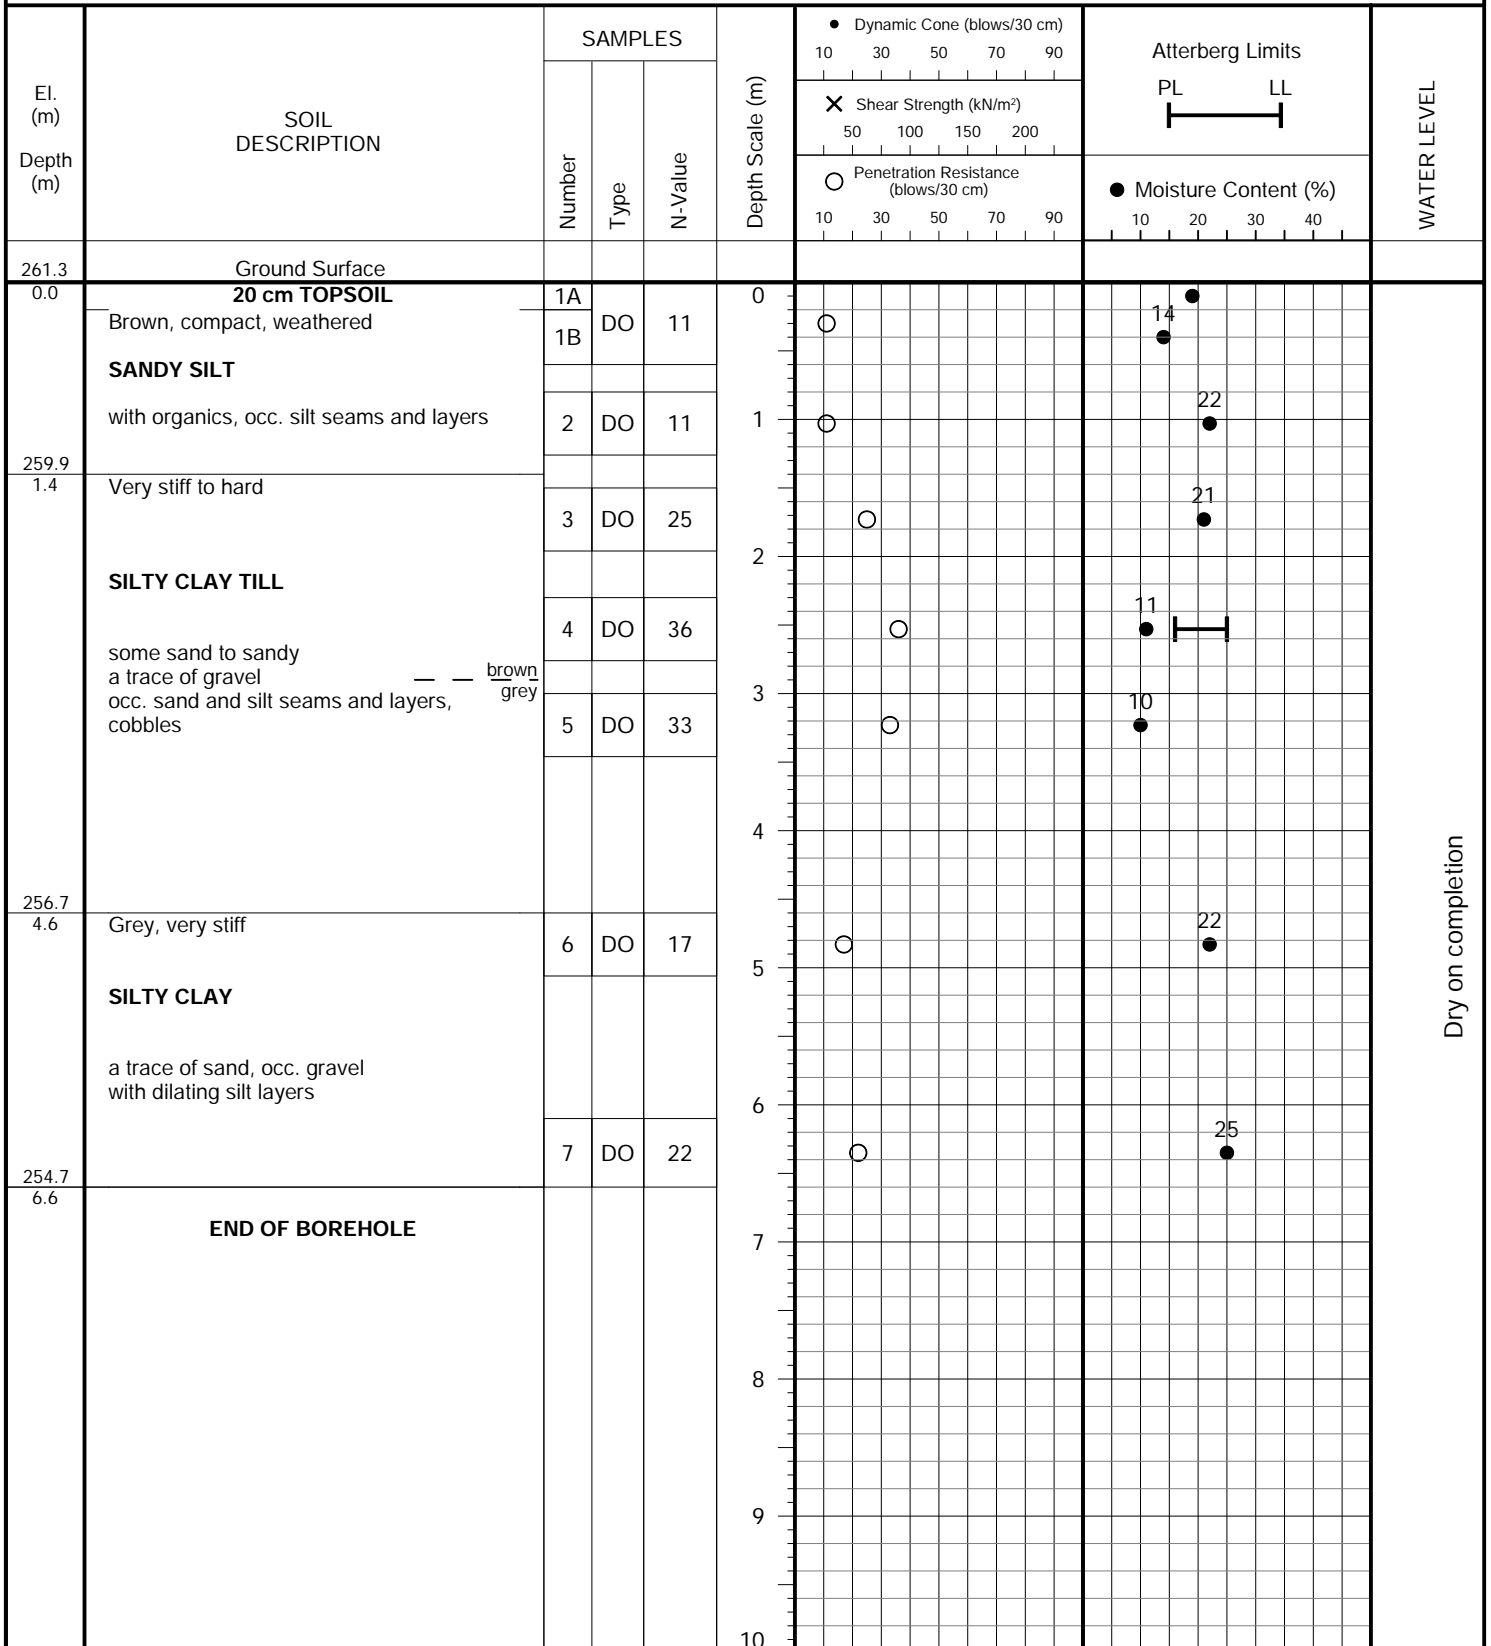 El.
(m)
Depth
(m)
SOIL
DESCRIPTION
SAMPLES
Number
Type
N-Value
Depth Scale (m)
Dynamic Cone (blows/30 cm)
10 30 50 70 90
Shear Strength (kN/m²)
50 100 150 200
Penetration Resistance
(blows/30 cm)
10 30 50 70 90
Atterberg Limits
PL LL
Moisture Content (%)
10 20 30 40
WATER LEVEL
261.3 Ground Surface
0.0 20 cm TOPSOIL 1A 0
Brown, compact, weathered DO 11 14
1B
SANDY SILT
with organics, occ. silt seams and layers 2 DO 11 1 22
259.9
1.4 Very stiff to hard
3 DO 25 21
2
SILTY CLAY TILL
4 DO 36 11
some sand to sandy
a trace of gravel brown
grey
occ. sand and silt seams and layers, 3 10
cobbles 5 DO 33
4
256.7
4.6 Grey, very stiff 22
6 DO 17
5
SILTY CLAY
a trace of sand, occ. gravel
with dilating silt layers
6
25
7 DO 22
254.7
6.6
END OF BOREHOLE
7
8
9
10
Dry on completion